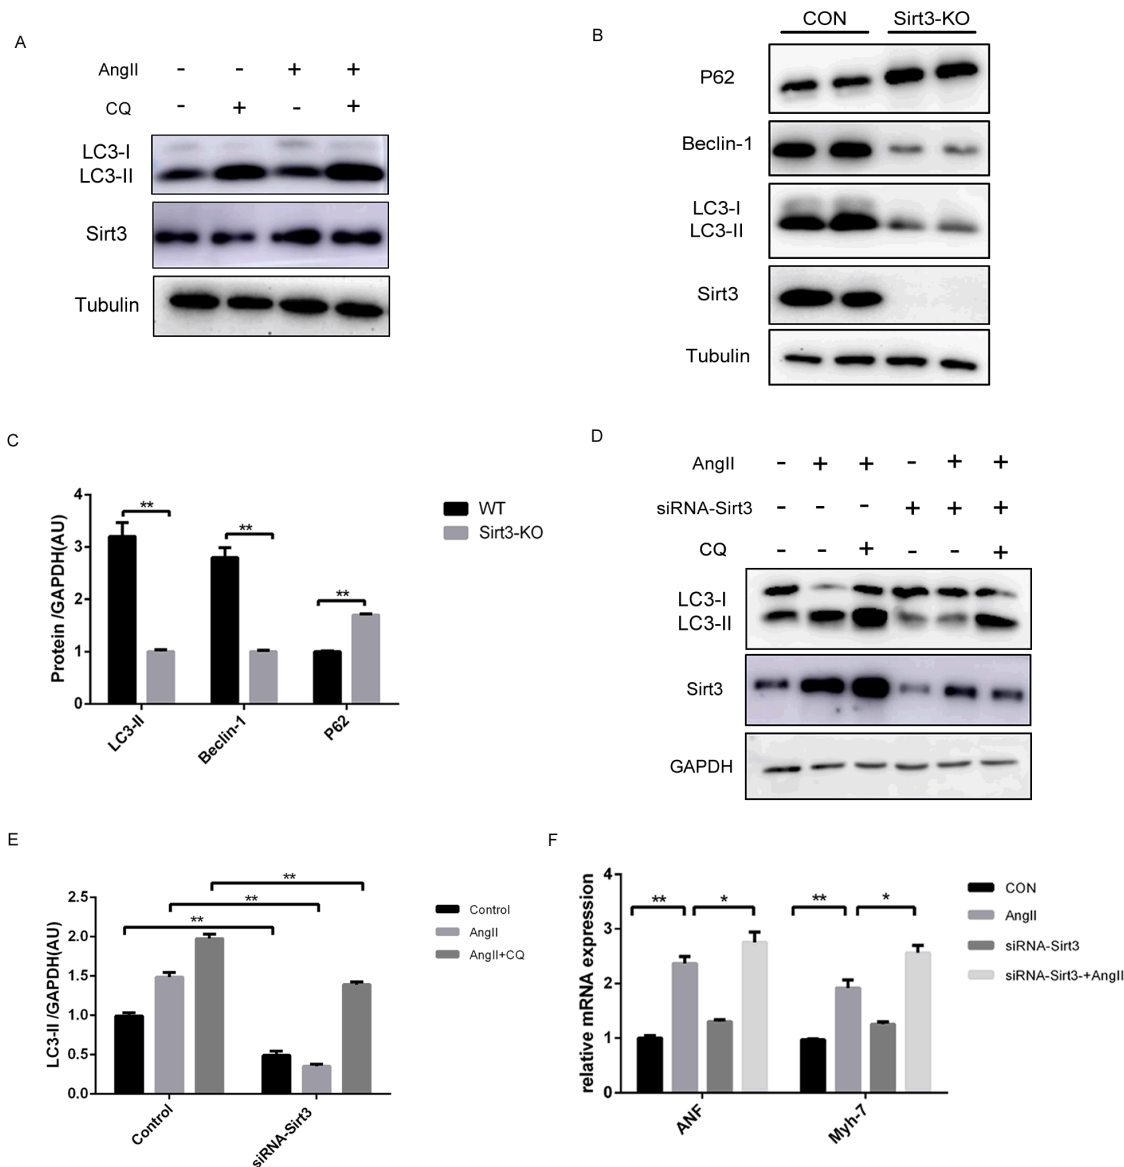 A
AngII - - + +
CQ - + - +
LC3-I
LC3-II
Sirt3
Tubulin
B
CON Sirt3-KO
P62
Beclin-1
LC3-I
LC3-II
Sirt3
Tubulin
C
Protein /GAPDH(AU)
4
3
2
1
0
** ** **
LC3-II Beclin-1 P62
WT
Sirt3-KO
D
AngII - + + - + +
siRNA-Sirt3 - - - + + +
CQ - - + - - +
LC3-I
LC3-II
Sirt3
GAPDH
E
LC3-II /GAPDH(AU)
2.5
2.0
1.5
1.0
0.5
0.0
**
**
**
Control siRNA-Sirt3
Control
AngII
AngII+CQ
F
relative mRNA expression
4
3
2
1
0
** * ** *
ANF Myh-7
CON
AngII
siRNA-Sirt3
siRNA-Sirt3-+AngII